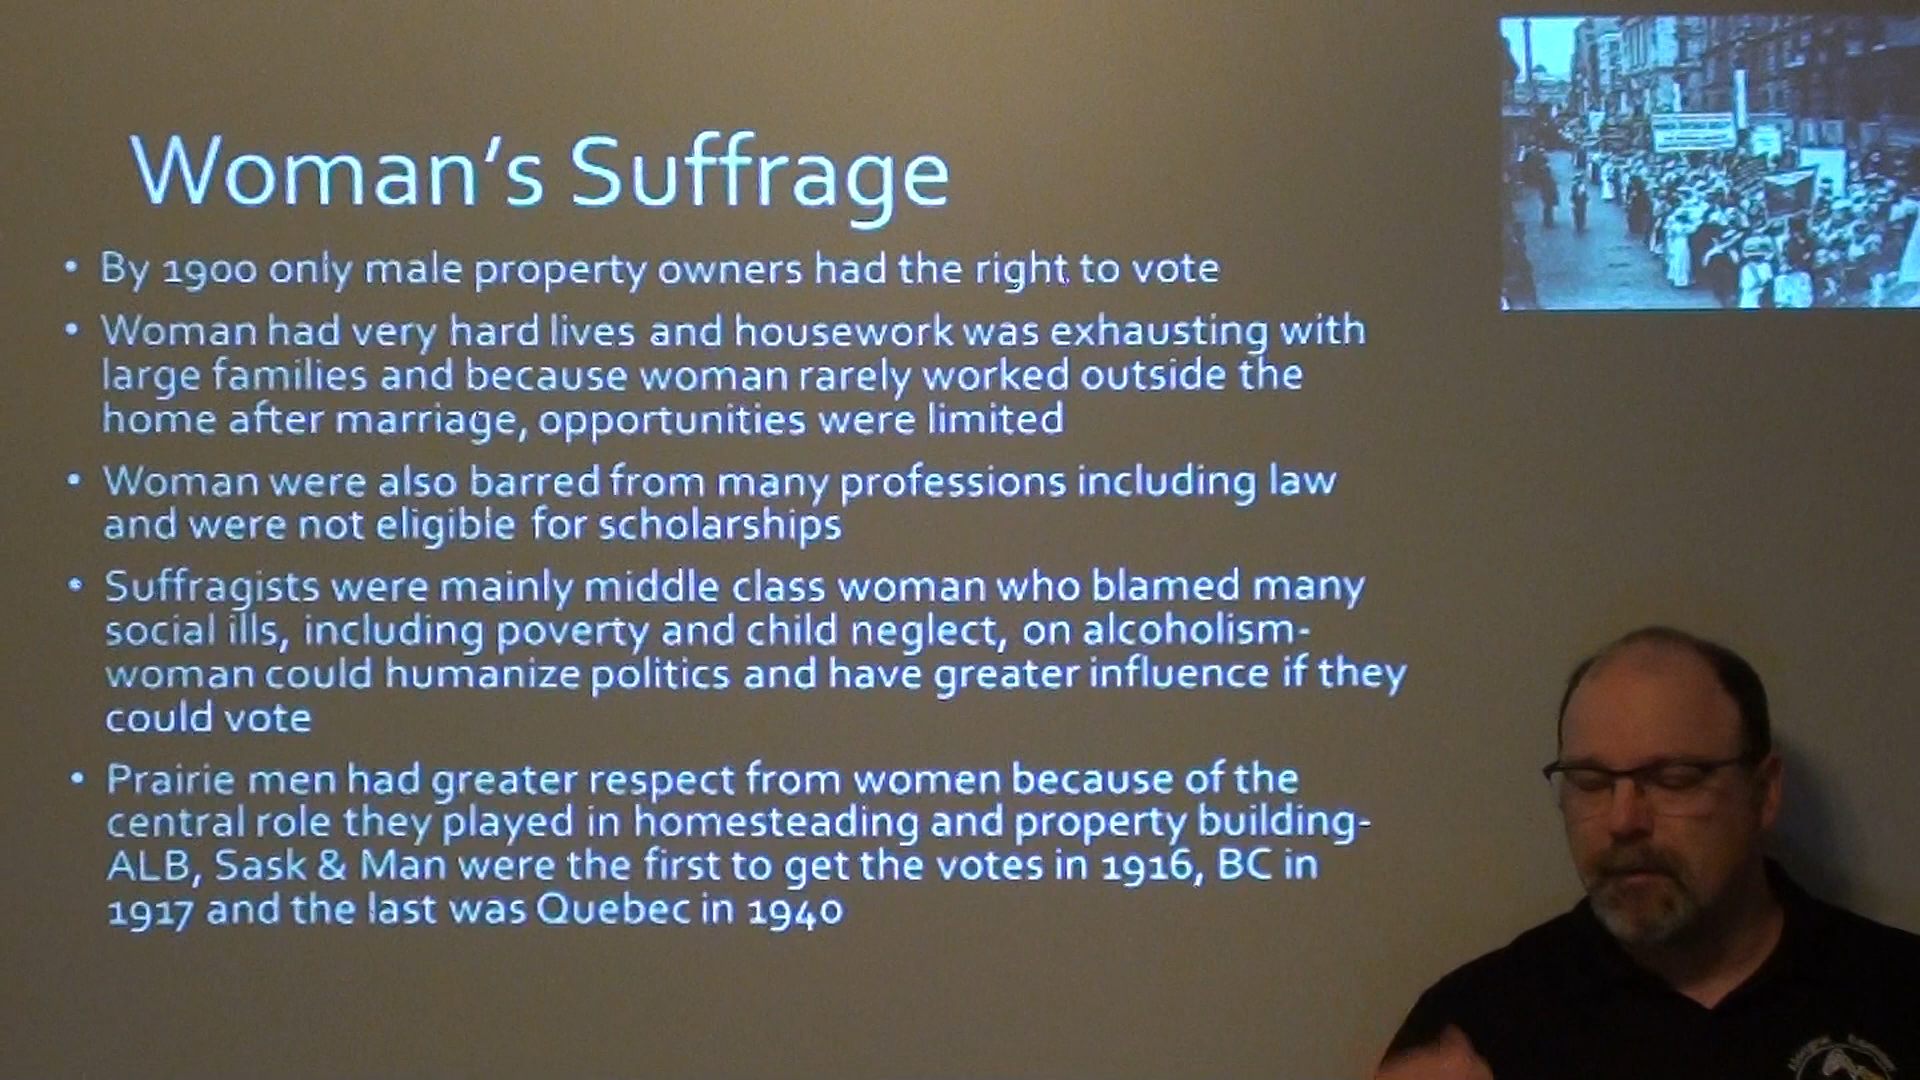 Woman's Suffrage
• By 1900 only male property owners had the right to vote
• Woman had very hard lives and housework was exhausting with
large families and because woman rarely worked outside the
home after marriage, opportunities were limited
• Woman were also barred from many professions including law
and were not eligible for scholarships
• Suffragists were mainly middle class woman who blamed many
social ills, including poverty and child neglect, on alcoholism-
woman could humanize politics and have greater influence if they
could vote
• Prairie men had greater respect from women because of the
central role they played in homesteading and property building-
ALB, Sask & Man were the first to get the votes in 1916, BC in
1917 and the last was Quebec in 1940